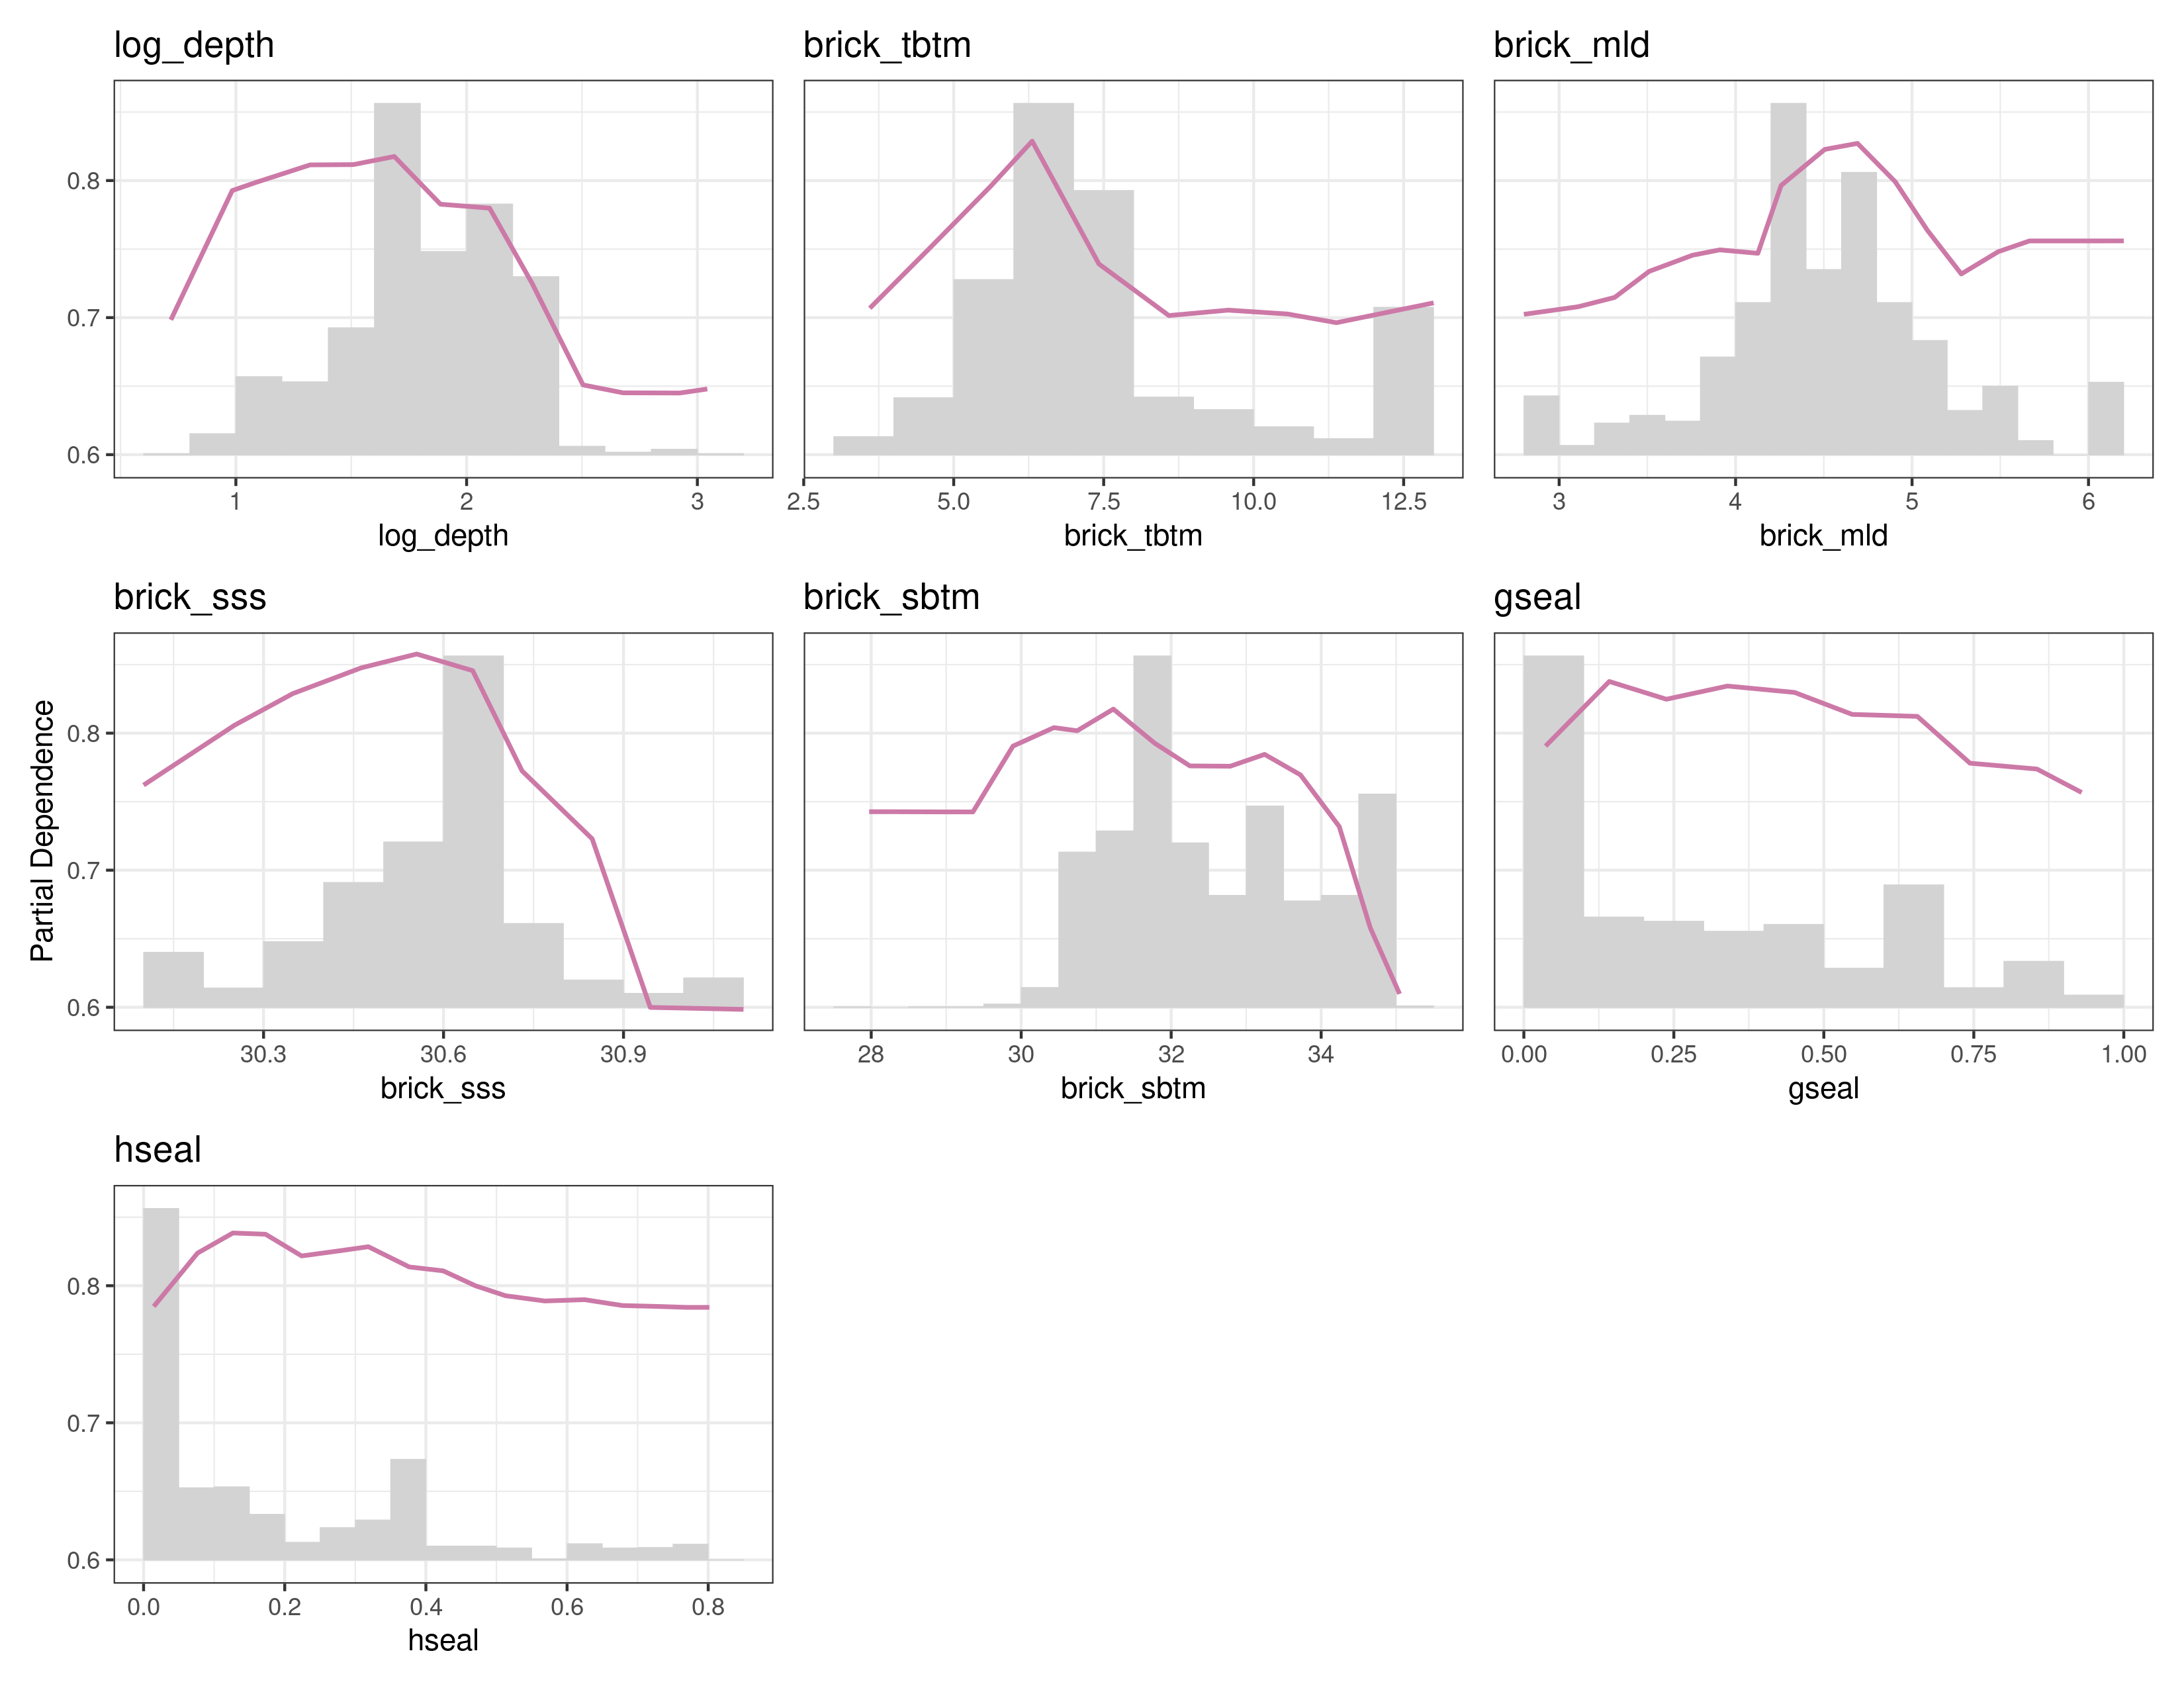 log_depth
brick_tbtm
brick_mld
0.8
0.7
0.6
1 2 3
2.5 5.0 7.5 10.0 12.5
3 4 5 6
log_depth
brick_tbtm
brick_mld
brick_sss
brick_sbtm
gseal
Partial Dependence
0.8
0.7
0.6
30.3 30.6 30.9
28 30 32 34
0.00 0.25 0.50 0.75 1.00
brick_sss
brick_sbtm
gseal
hseal
0.8
0.7
0.6
0.0 0.2 0.4 0.6 0.8
hseal